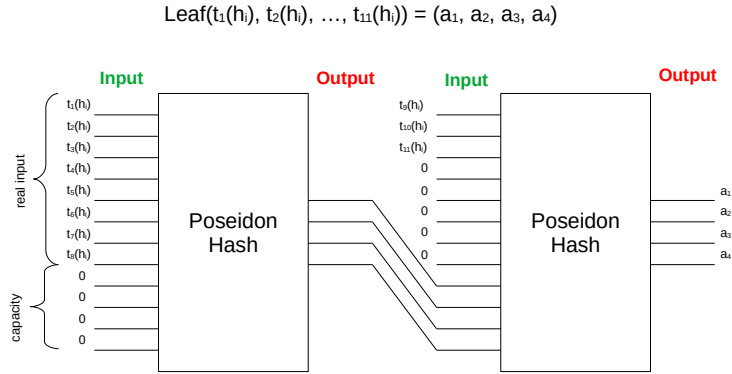 Leaf(t₁(hᵢ), t₂(hᵢ), …, t₁₁(hᵢ)) = (a₁, a₂, a₃, a₄)
Input
Output
Input
Output
real input
capacity
t₁(hᵢ)
t₂(hᵢ)
t₃(hᵢ)
t₄(hᵢ)
t₅(hᵢ)
t₆(hᵢ)
t₇(hᵢ)
t₈(hᵢ)
0
0
0
0
Poseidon
Hash
t₉(hᵢ)
t₁₀(hᵢ)
t₁₁(hᵢ)
0
0
0
0
0
Poseidon
Hash
a₁
a₂
a₃
a₄